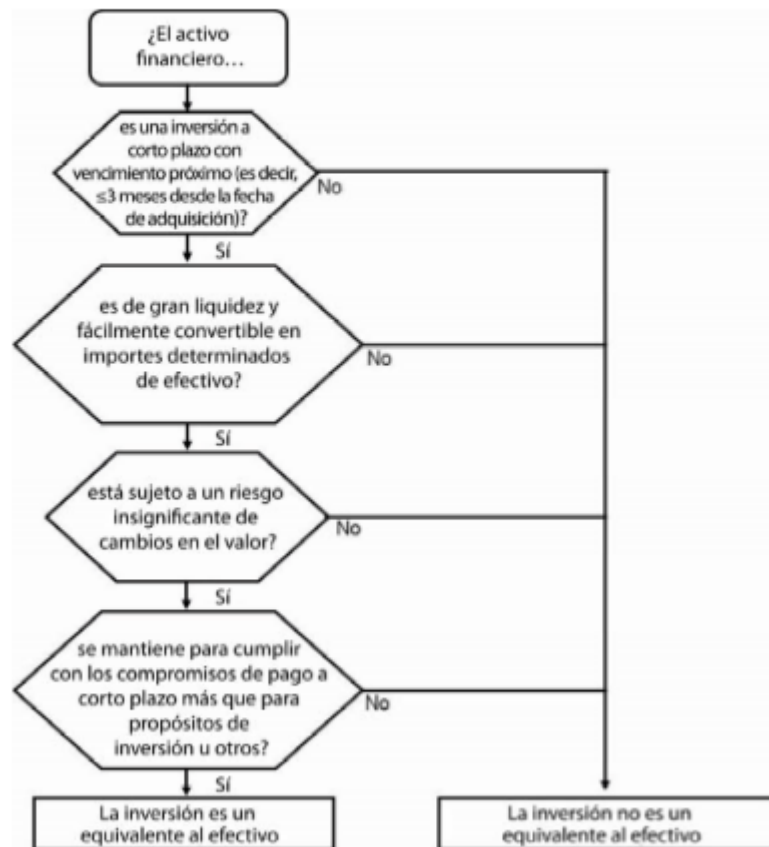 ¿El activo
financiero…
es una inversión a
corto plazo con
vencimiento próximo (es decir,
≤3 meses desde la fecha
de adquisición)?
No
Sí
es de gran liquidez y
fácilmente convertible en
importes determinados
de efectivo?
No
Sí
está sujeto a un riesgo
insignificante de
cambios en el valor?
No
Sí
se mantiene para cumplir
con los compromisos de pago a
corto plazo más que para
propósitos de
inversión u otros?
No
Sí
La inversión es un
equivalente al efectivo
La inversión no es un
equivalente al efectivo